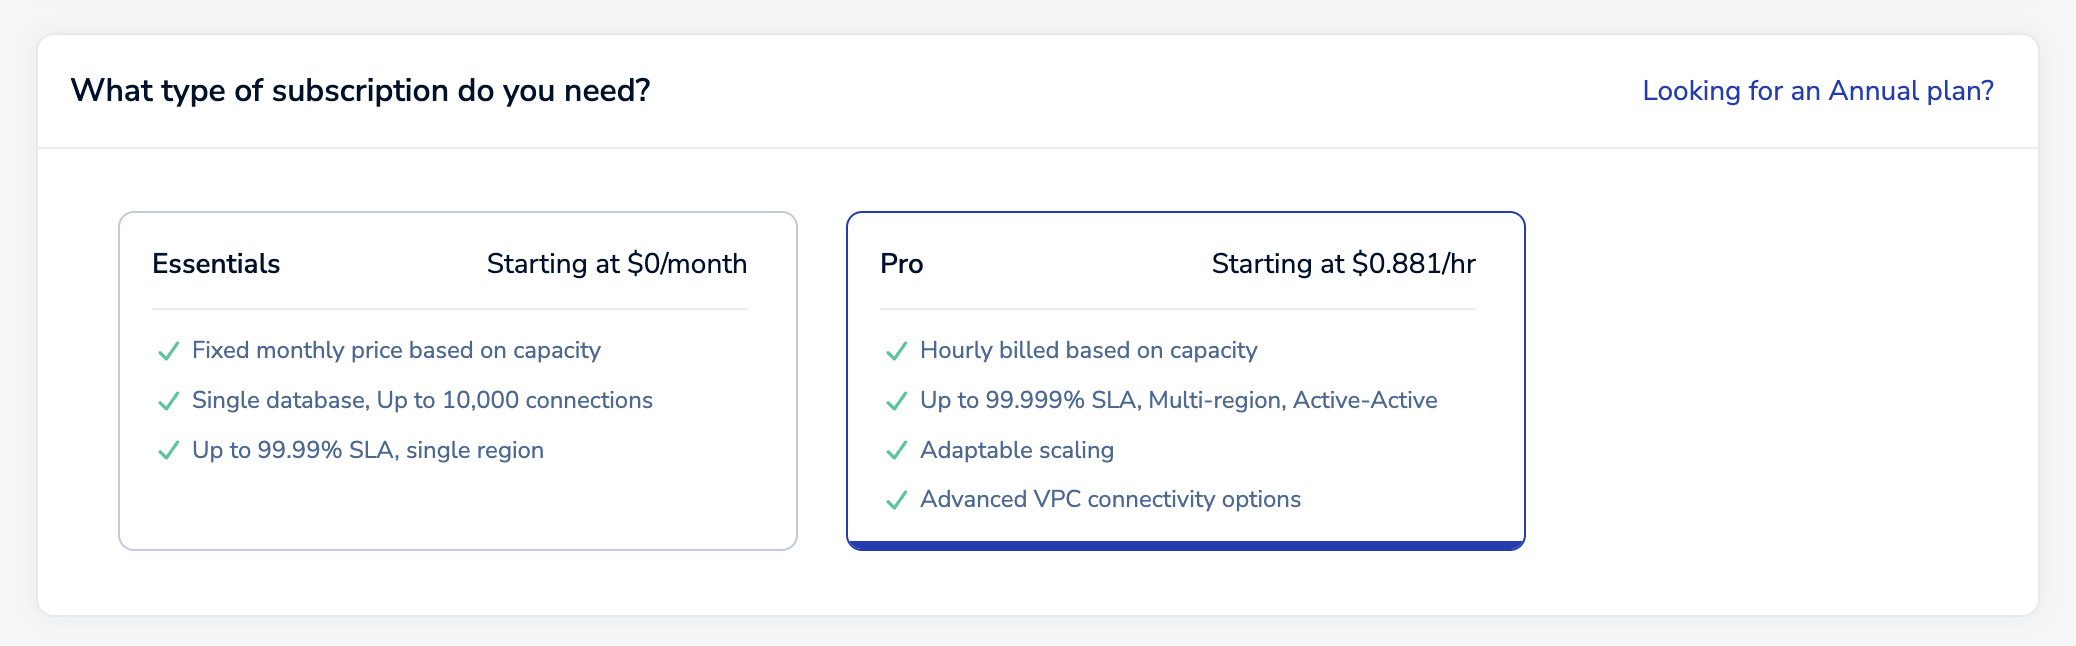 What type of subscription do you need?
Looking for an Annual plan?
Essentials
Starting at $0/month
Fixed monthly price based on capacity
Single database, Up to 10,000 connections
Up to 99.99% SLA, single region
Pro
Starting at $0.881/hr
Hourly billed based on capacity
Up to 99.999% SLA, Multi-region, Active-Active
Adaptable scaling
Advanced VPC connectivity options